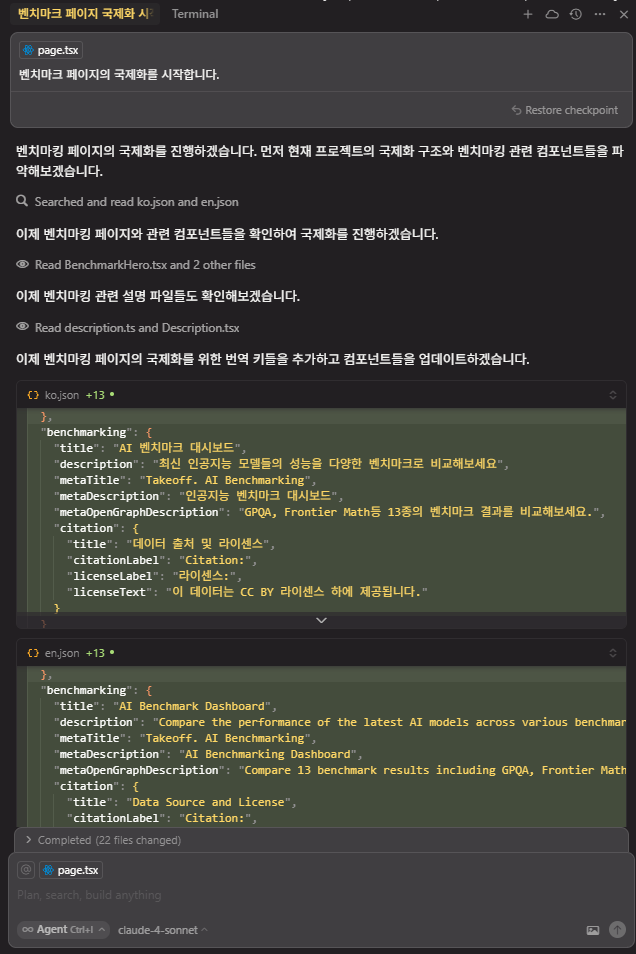 벤치마크 페이지 국제화 시 Terminal
page.tsx
벤치마크 페이지의 국제화를 시작합니다.
Restore checkpoint
벤치마킹 페이지의 국제화를 진행하겠습니다. 먼저 현재 프로젝트의 국제화 구조와 벤치마킹 관련 컴포넌트들을 파
악해보겠습니다.
Searched and read ko.json and en.json
이제 벤치마킹 페이지와 관련 컴포넌트들을 확인하여 국제화를 진행하겠습니다.
Read BenchmarkHero.tsx and 2 other files
이제 벤치마킹 관련 설명 파일들도 확인해보겠습니다.
Read description.ts and Description.tsx
이제 벤치마킹 페이지의 국제화를 위한 번역 키들을 추가하고 컴포넌트들을 업데이트하겠습니다.
{} ko.json +13
},
"benchmarking": {
"title": "AI 벤치마크 대시보드",
"description": "최신 인공지능 모델들의 성능을 다양한 벤치마크로 비교해보세요",
"metaTitle": "Takeoff. AI Benchmarking",
"metaDescription": "인공지능 벤치마크 대시보드",
"metaOpenGraphDescription": "GPQA, Frontier Math등 13종의 벤치마크 결과를 비교해보세요.",
"citation": {
"title": "데이터 출처 및 라이센스",
"citationLabel": "Citation:",
"licenseLabel": "라이센스:",
"licenseText": "이 데이터는 CC BY 라이센스 하에 제공됩니다."
}
}
{} en.json +13
},
"benchmarking": {
"title": "AI Benchmark Dashboard",
"description": "Compare the performance of the latest AI models across various benchmar
"metaTitle": "Takeoff. AI Benchmarking",
"metaDescription": "AI Benchmarking Dashboard",
"metaOpenGraphDescription": "Compare 13 benchmark results including GPQA, Frontier Math
"citation": {
"title": "Data Source and License",
"citationLabel": "Citation:",
Completed (22 files changed)
@ page.tsx
Plan, search, build anything
∞ Agent Ctrl+I claude-4-sonnet